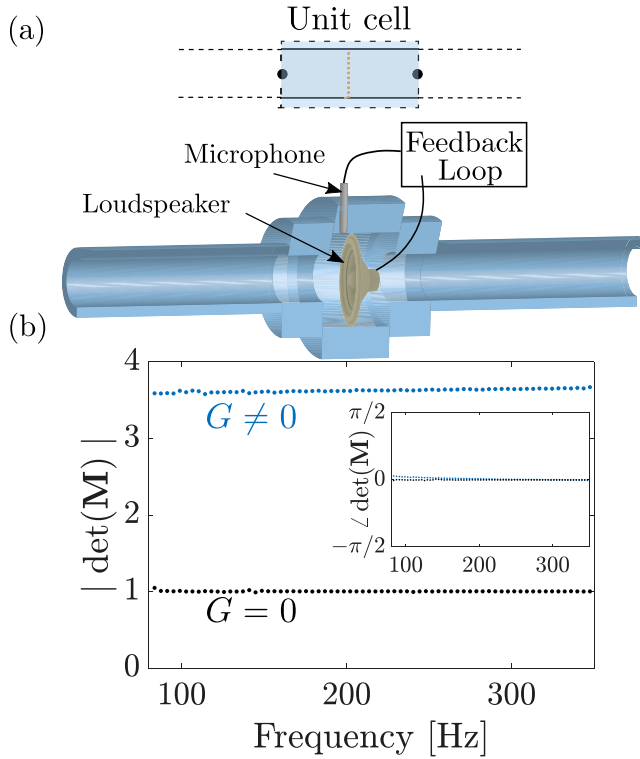 (a)
Unit cell
Microphone
Feedback
Loop
Loudspeaker
(b)
| det(M) |
4
3
2
1
0
G ≠ 0
G = 0
∠ det(M)
π/2
0
−π/2
100 200 300
100 200 300
Frequency [Hz]